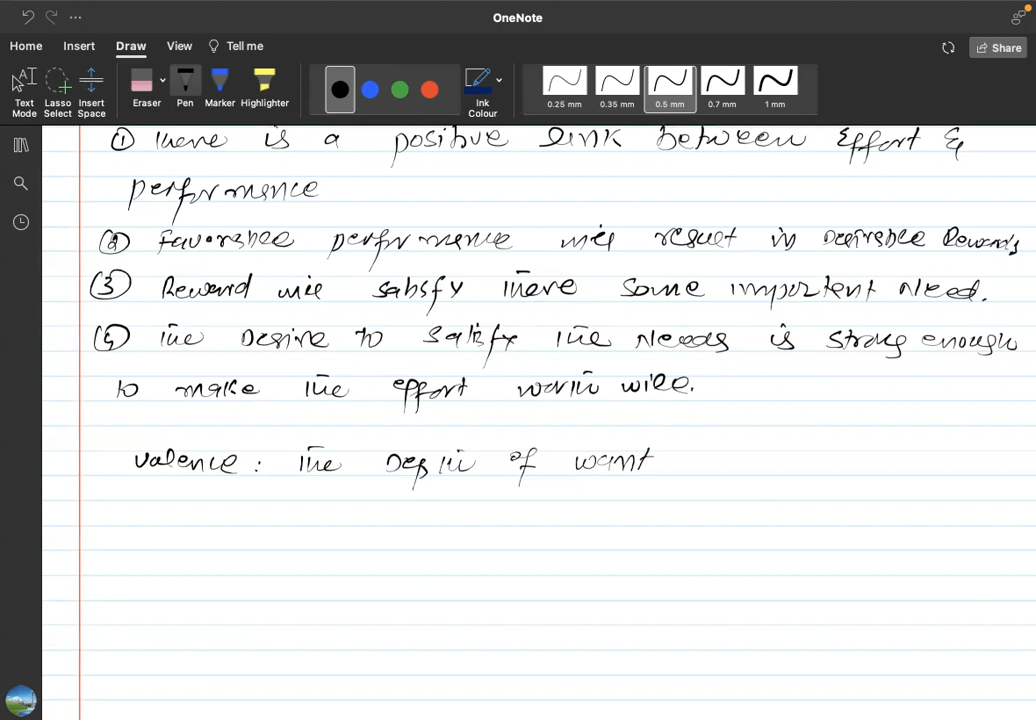 OneNote
Home Insert Draw View Tell me Share
Text Mode Lasso Select Insert Space Eraser Pen Marker Highlighter Ink Colour 0.25 mm 0.35 mm 0.5 mm 0.7 mm 1 mm
① There is a positive link between Effort &
performance
② Favorable performance will result in Desirable Rewards
③ Reward will satisfy there some important Need.
④ The Desire to satisfy the Needs is strong enough
to make the effort worth wile.
Valence: The Depth of want